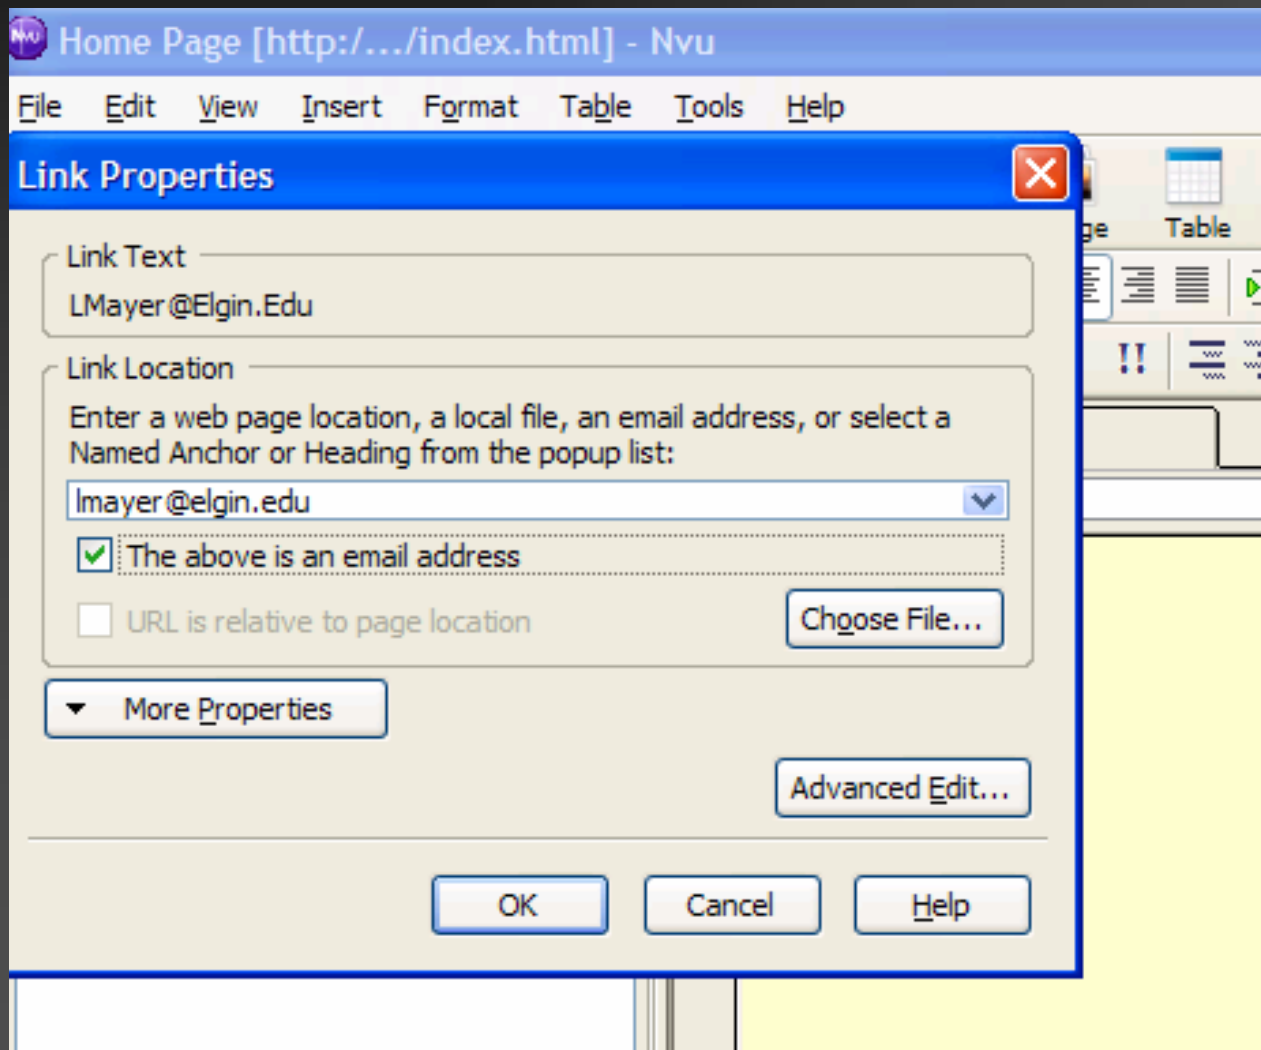 Nvu Home Page [http:/.../index.html] - Nvu
File Edit View Insert Format Table Tools Help
Link Properties
Table
Link Text
LMayer@Elgin.Edu
Link Location
Enter a web page location, a local file, an email address, or select a
Named Anchor or Heading from the popup list:
lmayer@elgin.edu
The above is an email address
URL is relative to page location
Choose File...
More Properties
Advanced Edit...
OK Cancel Help